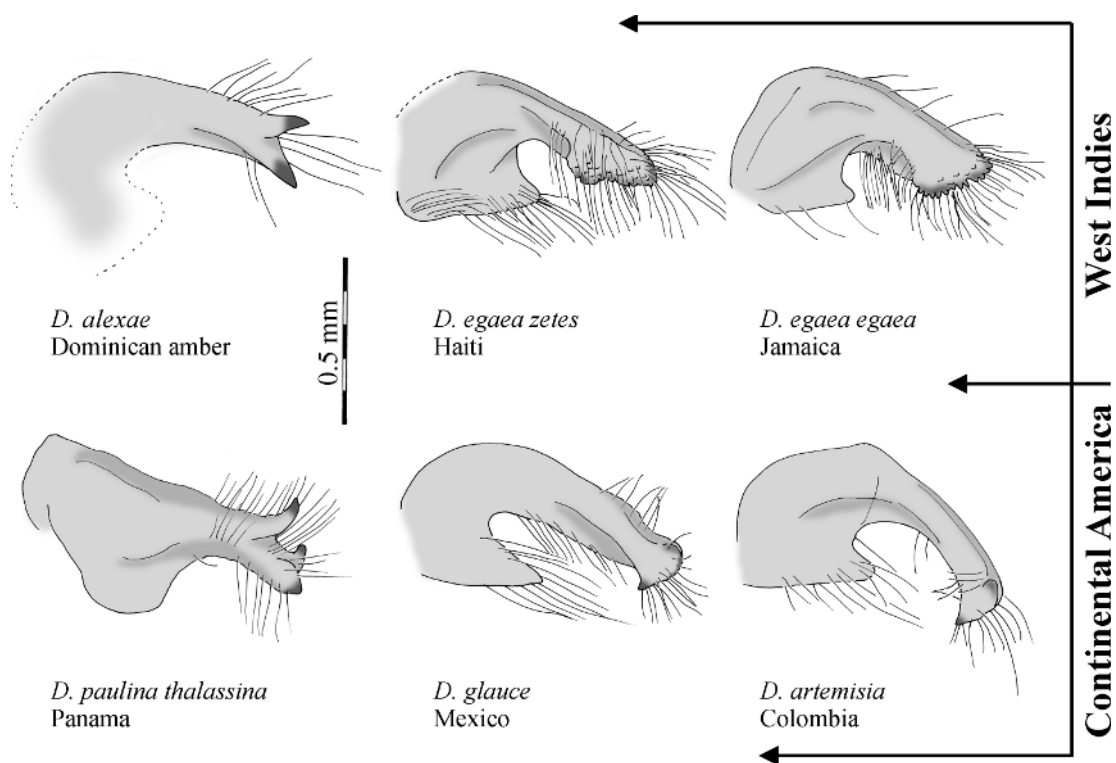 D. alexae
Dominican amber
0.5 mm
D. egaea zetes
Haiti
D. egaea egaea
Jamaica
West Indies
D. paulina thalassina
Panama
D. glauce
Mexico
D. artemisia
Colombia
Continental America